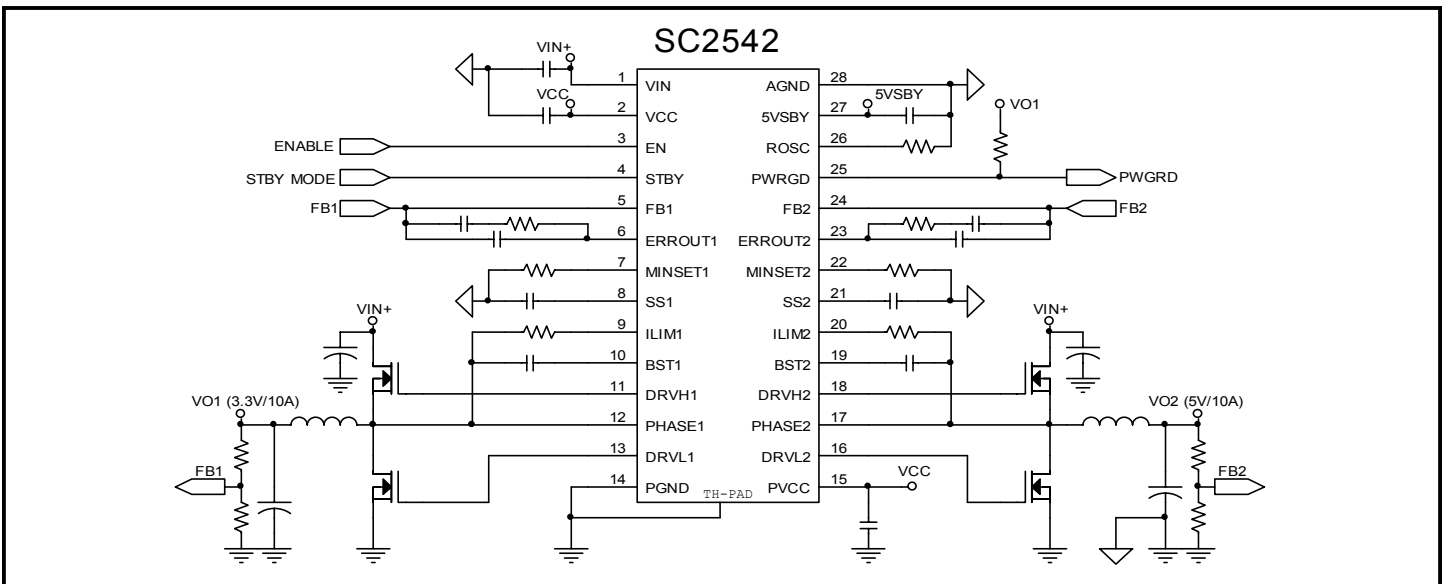 SC2542
VIN+
1 VIN
AGND 28
VCC
2 VCC
5VSBY 27
5VSBY
VO1
ENABLE
3 EN
ROSC 26
STBY MODE
4 STBY
PWRGD 25
PWGRD
FB1
5 FB1
FB2 24
FB2
6 ERROUT1
ERROUT2 23
7 MINSET1
MINSET2 22
8 SS1
SS2 21
VIN+
9 ILIM1
ILIM2 20
VIN+
10 BST1
BST2 19
11 DRVH1
DRVH2 18
VO1 (3.3V/10A)
12 PHASE1
PHASE2 17
VO2 (5V/10A)
13 DRVL1
DRVL2 16
FB1
FB2
14 PGND
TH-PAD
PVCC 15
VCC